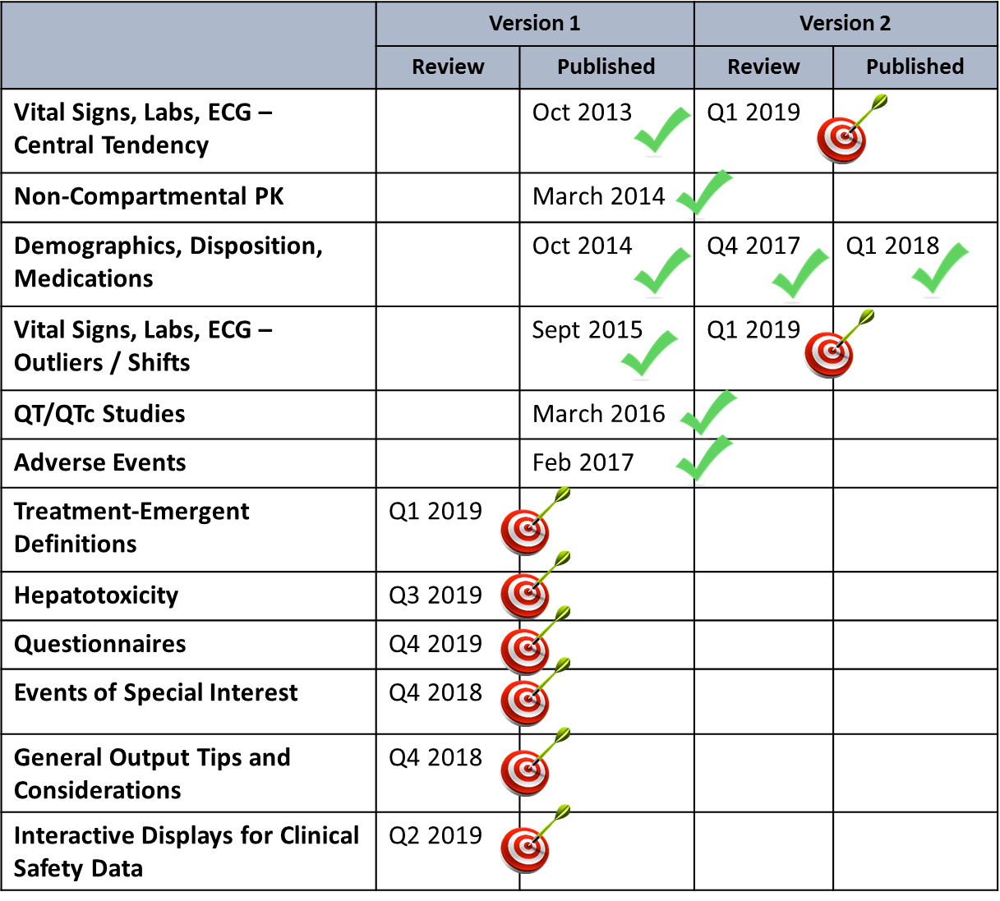 Version 1 Version 2
Review Published Review Published
Vital Signs, Labs, ECG – Oct 2013 Q1 2019
Central Tendency
Non-Compartmental PK March 2014
Demographics, Disposition, Oct 2014 Q4 2017 Q1 2018
Medications
Vital Signs, Labs, ECG – Sept 2015 Q1 2019
Outliers / Shifts
QT/QTc Studies March 2016
Adverse Events Feb 2017
Treatment-Emergent Q1 2019
Definitions
Hepatotoxicity Q3 2019
Questionnaires Q4 2019
Events of Special Interest Q4 2018
General Output Tips and Q4 2018
Considerations
Interactive Displays for Clinical Q2 2019
Safety Data